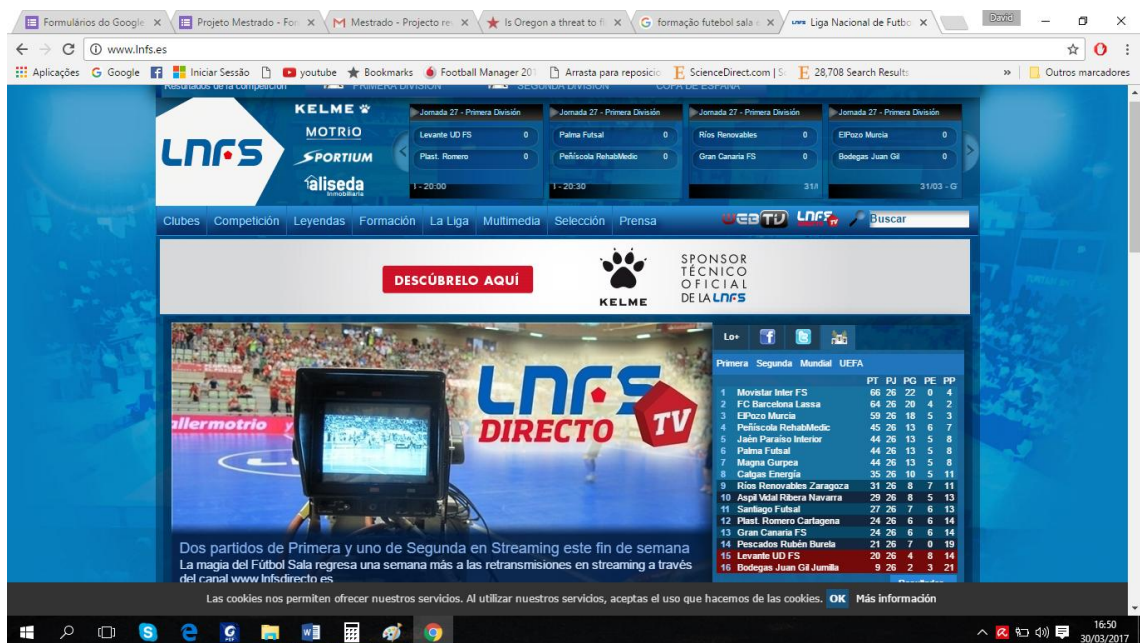 Formulários do Google
Projeto Mestrado - For
Mestrado - Projecto re
Is Oregon a threat to fl
formação futebol sala e
Liga Nacional de Futbo
David
www.lnfs.es
Aplicações
Google
Iniciar Sessão
youtube
Bookmarks
Football Manager 201
Arrasta para reposicio
ScienceDirect.com | S
28,708 Search Results
»
Outros marcadores
Resultados de la competición
PRIMERA DIVISIÓN
SEGUNDA DIVISIÓN
COPA DE ESPAÑA
LNFS
KELME
MOTRIO
SPORTIUM
aliseda
inmobiliaria
Jornada 27 - Primera División
Levante UD FS 0
Plast. Romero 0
I - 20:00
Jornada 27 - Primera División
Palma Futsal 0
Peñíscola RehabMedic 0
I - 20:30
Jornada 27 - Primera División
Ríos Renovables 0
Gran Canaria FS 0
31/
Jornada 27 - Primera División
ElPozo Murcia 0
Bodegas Juan Gil 0
31/03 - G
Clubes Competición Leyendas Formación La Liga Multimedia Selección Prensa
WEBTV
LNFS TV
Buscar
DESCÚBRELO AQUÍ
KELME
SPONSOR
TÉCNICO
OFICIAL
DE LA LNFS
allermotrio
LNFS
DIRECTO
TV
Dos partidos de Primera y uno de Segunda en Streaming este fin de semana
La magia del Fútbol Sala regresa una semana más a las retransmisiones en streaming a través
del canal www.lnfsdirecto.es
Lo+
Primera Segunda Mundial UEFA
PT PJ PG PE PP
1 Movistar Inter FS 66 26 22 0 4
2 FC Barcelona Lassa 64 26 20 4 2
3 ElPozo Murcia 59 26 18 5 3
4 Peñíscola RehabMedic 45 26 13 6 7
5 Jaén Paraíso Interior 44 26 13 5 8
6 Palma Futsal 44 26 13 5 8
7 Magna Gurpea 44 26 13 5 8
8 Catgas Energía 35 26 10 5 11
9 Ríos Renovables Zaragoza 31 26 8 7 11
10 Aspil Vidal Ribera Navarra 29 26 8 5 13
11 Santiago Futsal 27 26 7 6 13
12 Plast. Romero Cartagena 24 26 6 6 14
13 Gran Canaria FS 24 26 6 6 14
14 Pescados Rubén Burela 21 26 7 0 19
15 Levante UD FS 20 26 4 8 14
16 Bodegas Juan Gil Jumilla 9 26 2 3 21
Resultados
Las cookies nos permiten ofrecer nuestros servicios. Al utilizar nuestros servicios, aceptas el uso que hacemos de las cookies. OK Más información
16:50
30/03/2017